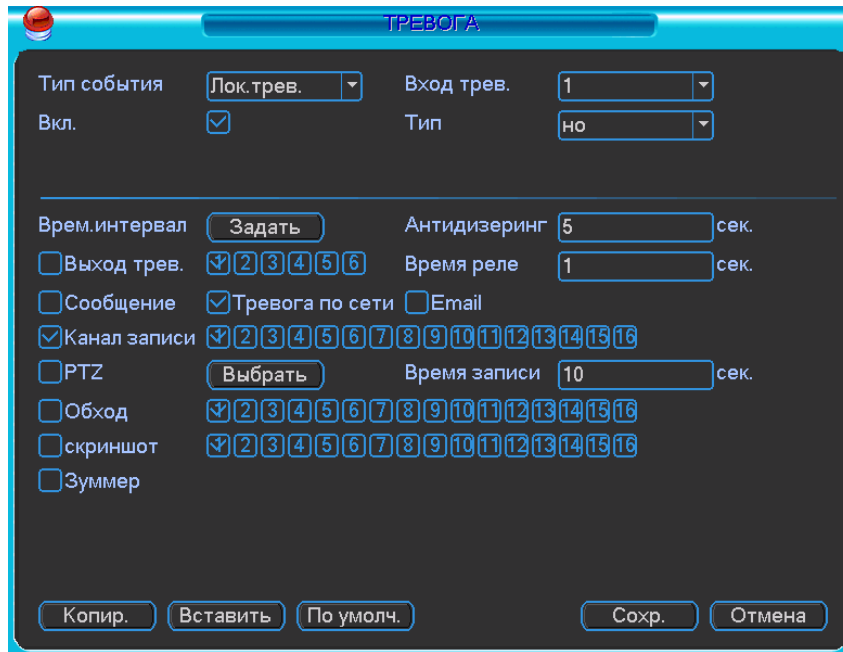 ТРЕВОГА
Тип события Лок.трев. Вход трев. 1
Вкл. Тип но
Врем.интервал Задать Антидизеринг 5 сек.
Выход трев. 1 2 3 4 5 6 Время реле 1 сек.
Сообщение Тревога по сети Email
Канал записи 1 2 3 4 5 6 7 8 9 10 11 12 13 14 15 16
PTZ Выбрать Время записи 10 сек.
Обход 1 2 3 4 5 6 7 8 9 10 11 12 13 14 15 16
скриншот 1 2 3 4 5 6 7 8 9 10 11 12 13 14 15 16
Зуммер
Копир. Вставить По умолч. Сохр. Отмена